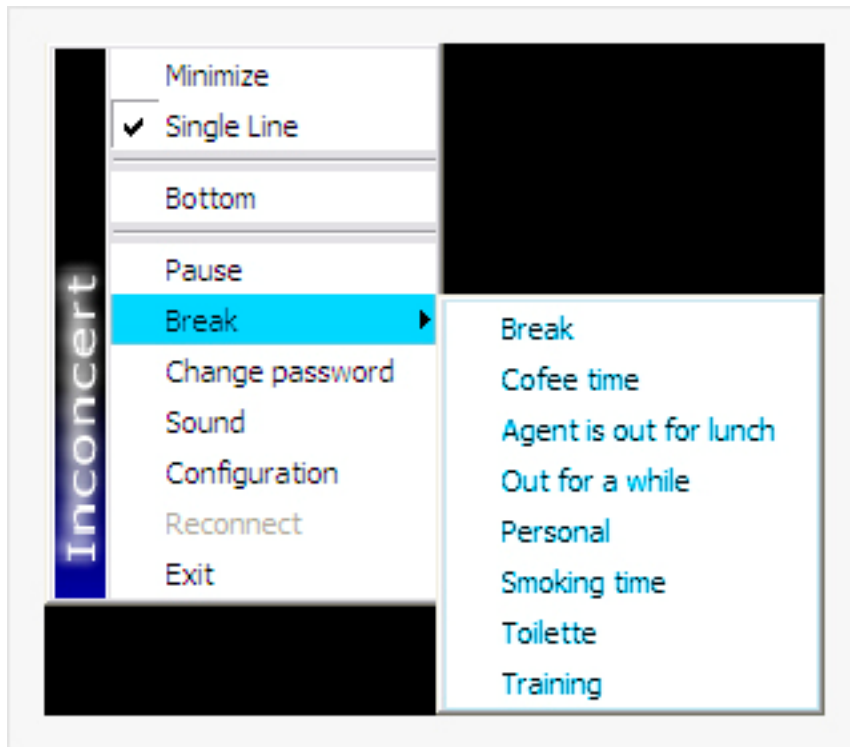 Inconcert
Minimize
Single Line
Bottom
Pause
Break
Change password
Sound
Configuration
Reconnect
Exit
Break
Cofee time
Agent is out for lunch
Out for a while
Personal
Smoking time
Toilette
Training